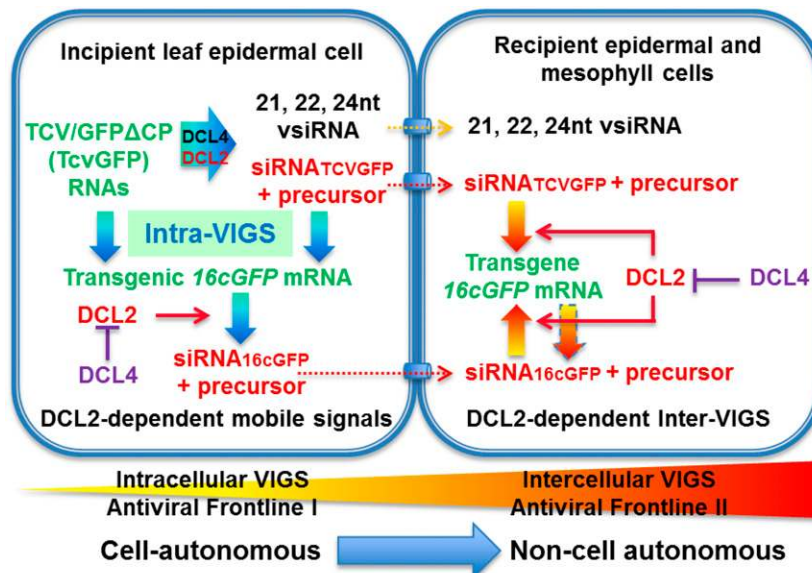 Incipient leaf epidermal cell
TCV/GFPΔCP
(TcvGFP)
RNAs
DCL4
DCL2
21, 22, 24nt
vsiRNA
siRNATCVGFP
+ precursor
Intra-VIGS
Transgenic 16cGFP mRNA
DCL2
DCL4
siRNA16cGFP
+ precursor
DCL2-dependent mobile signals
Recipient epidermal and
mesophyll cells
21, 22, 24nt vsiRNA
siRNATCVGFP + precursor
Transgene
16cGFP mRNA
DCL2
DCL4
siRNA16cGFP + precursor
DCL2-dependent Inter-VIGS
Intracellular VIGS
Antiviral Frontline I
Intercellular VIGS
Antiviral Frontline II
Cell-autonomous
Non-cell autonomous